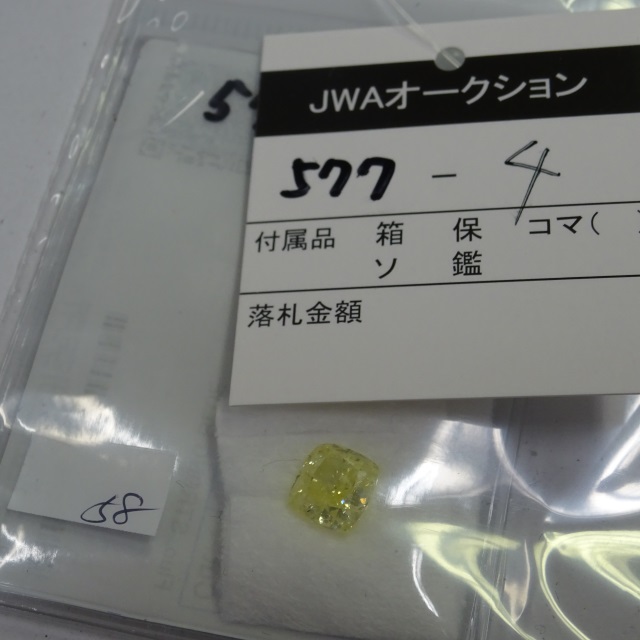 JWAオークション
577 - 4
付属品 箱 保 コマ(
ソ 鑑
落札金額
58